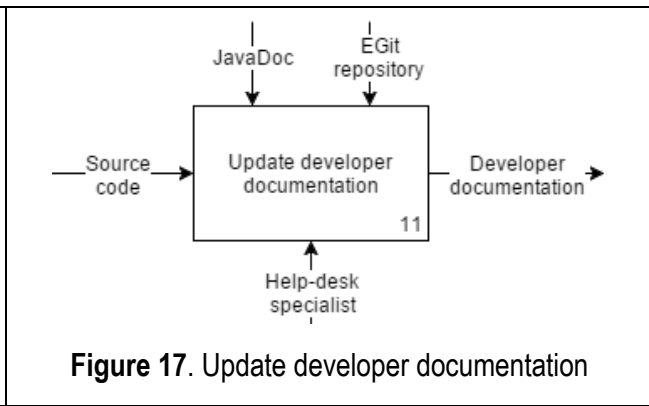 JavaDoc
EGit
repository
Source
code
Update developer
documentation
11
Developer
documentation
Help-desk
specialist
Figure 17. Update developer documentation